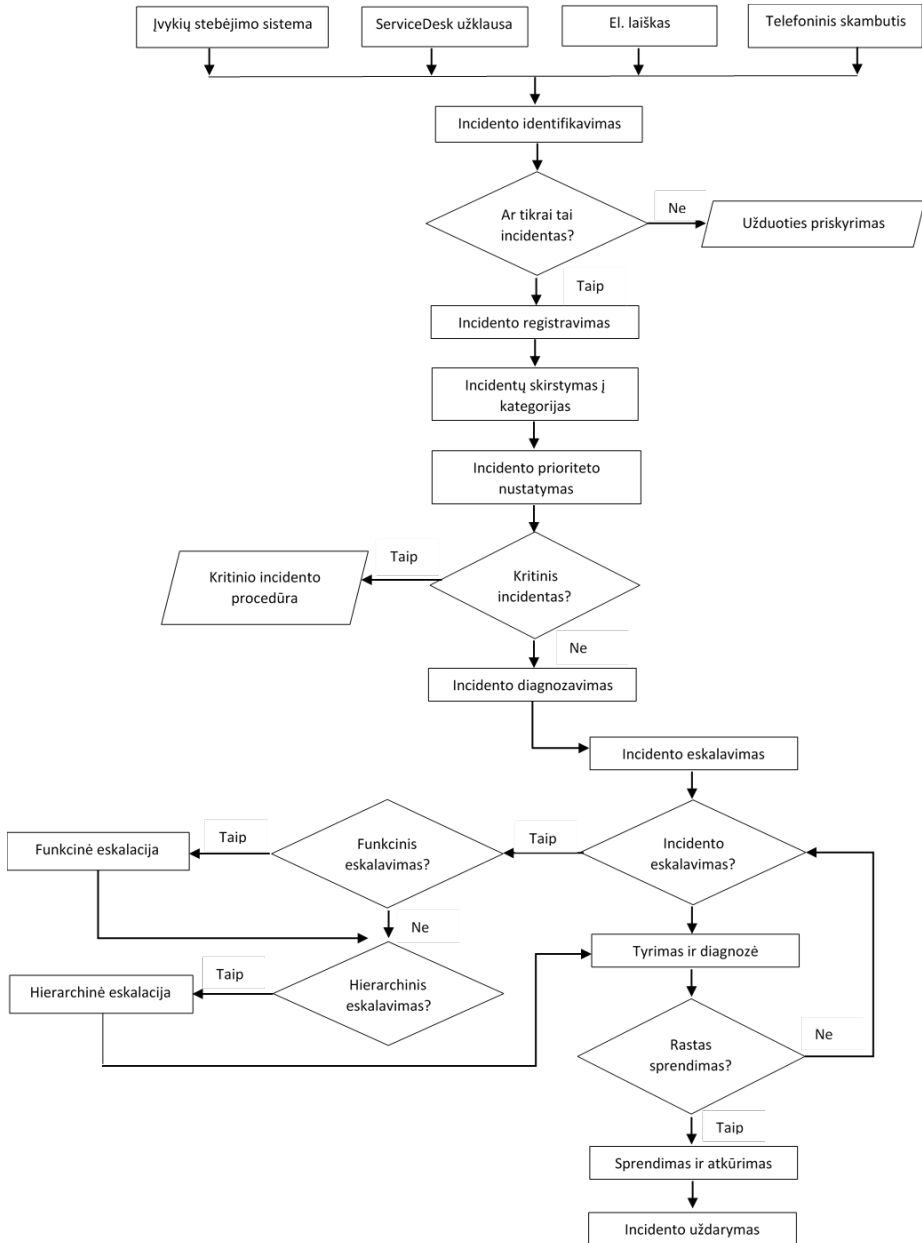 Įvykių stebėjimo sistema
ServiceDesk užklausa
El. laiškas
Telefoninis skambutis
Incidento identifikavimas
Ar tikrai tai
incidentas?
Ne
Užduoties priskyrimas
Taip
Incidento registravimas
Incidentų skirstymas į
kategorijas
Incidento prioriteto
nustatymas
Taip
Kritinio incidento
procedūra
Kritinis
incidentas?
Ne
Incidento diagnozavimas
Incidento eskalavimas
Funkcinė eskalacija
Taip
Funkcinis
eskalavimas?
Taip
Incidento
eskalavimas?
Ne
Tyrimas ir diagnozė
Hierarchinė eskalacija
Taip
Hierarchinis
eskalavimas?
Ne
Rastas
sprendimas?
Taip
Sprendimas ir atkūrimas
Incidento uždarymas